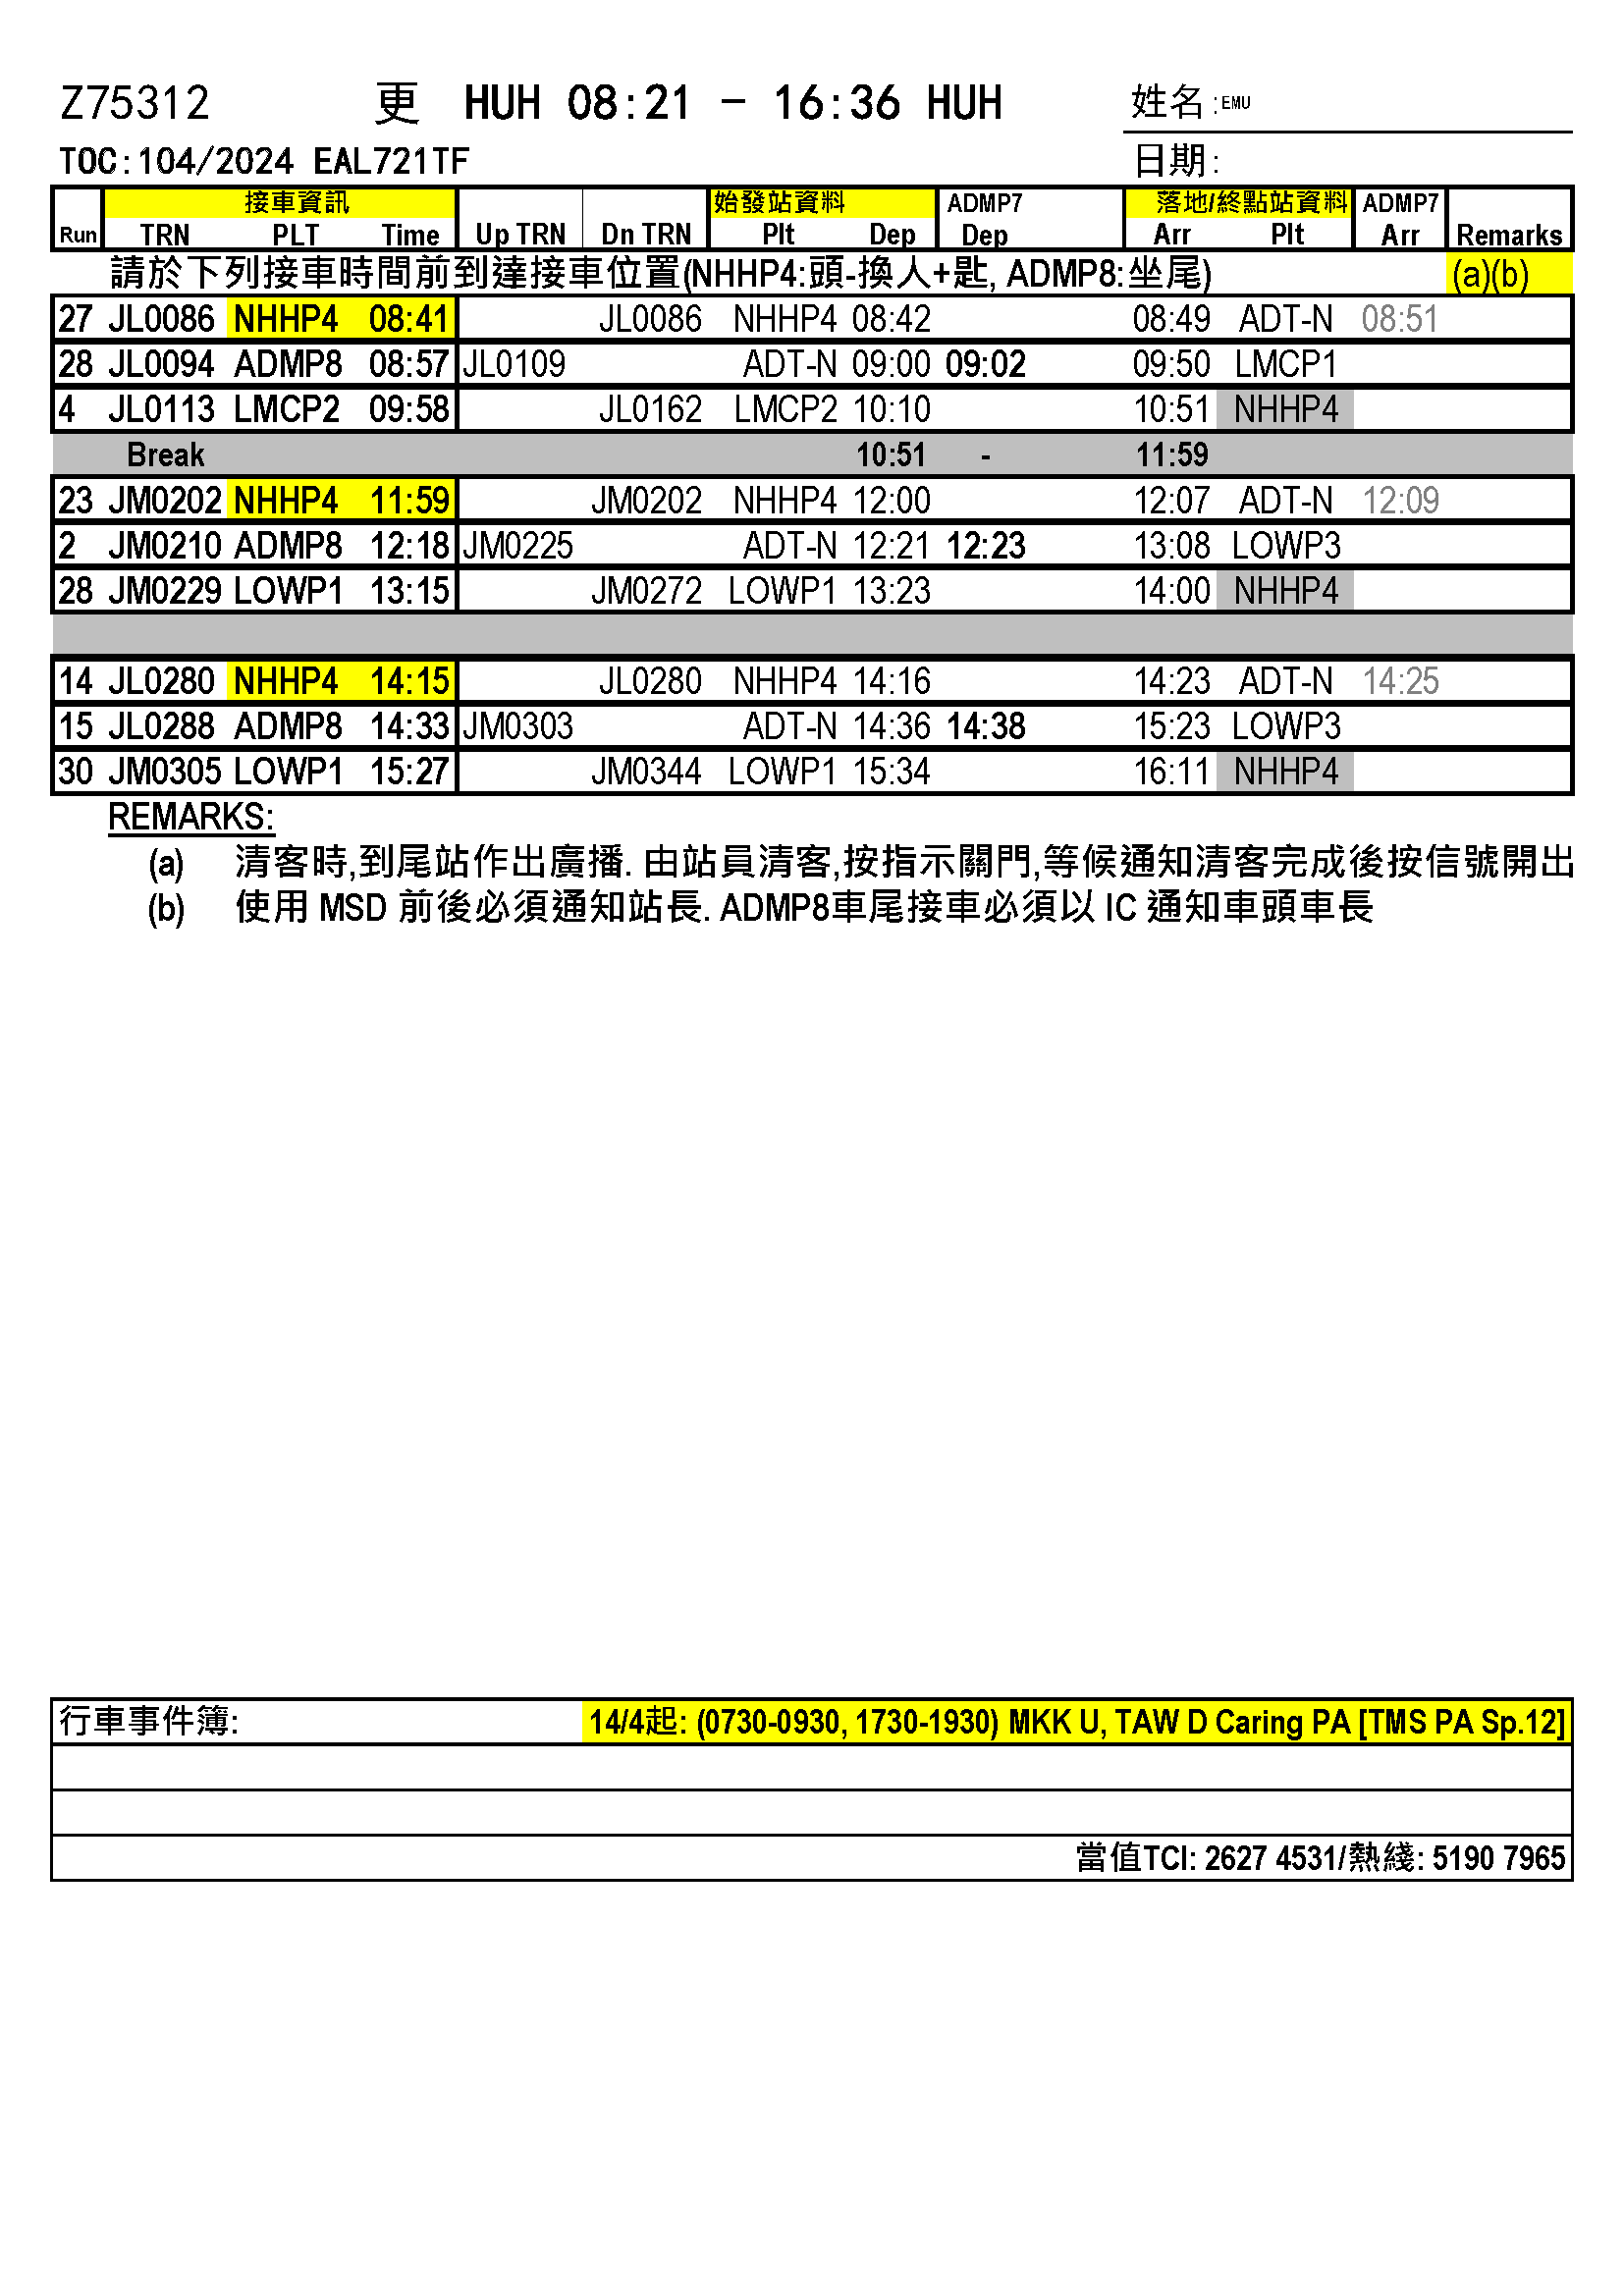 Z75312 更 HUH 08:21 - 16:36 HUH 姓名:EMU
TOC:104/2024 EAL721TF 日期:
接車資訊 始發站資料 ADMP7 落地/終點站資料 ADMP7
Run TRN PLT Time Up TRN Dn TRN Plt Dep Dep Arr Plt Arr Remarks
請於下列接車時間前到達接車位置(NHHP4:頭-換人+匙, ADMP8:坐尾) (a)(b)
27 JL0086 NHHP4 08:41 JL0086 NHHP4 08:42 08:49 ADT-N 08:51
28 JL0094 ADMP8 08:57 JL0109 ADT-N 09:00 09:02 09:50 LMCP1
4 JL0113 LMCP2 09:58 JL0162 LMCP2 10:10 10:51 NHHP4
Break 10:51 - 11:59
23 JM0202 NHHP4 11:59 JM0202 NHHP4 12:00 12:07 ADT-N 12:09
2 JM0210 ADMP8 12:18 JM0225 ADT-N 12:21 12:23 13:08 LOWP3
28 JM0229 LOWP1 13:15 JM0272 LOWP1 13:23 14:00 NHHP4
14 JL0280 NHHP4 14:15 JL0280 NHHP4 14:16 14:23 ADT-N 14:25
15 JL0288 ADMP8 14:33 JM0303 ADT-N 14:36 14:38 15:23 LOWP3
30 JM0305 LOWP1 15:27 JM0344 LOWP1 15:34 16:11 NHHP4
REMARKS:
(a) 清客時,到尾站作出廣播. 由站員清客,按指示關門,等候通知清客完成後按信號開出
(b) 使用 MSD 前後必須通知站長. ADMP8車尾接車必須以 IC 通知車頭車長
行車事件簿: 14/4起: (0730-0930, 1730-1930) MKK U, TAW D Caring PA [TMS PA Sp.12]
當值TCI: 2627 4531/熱綫: 5190 7965